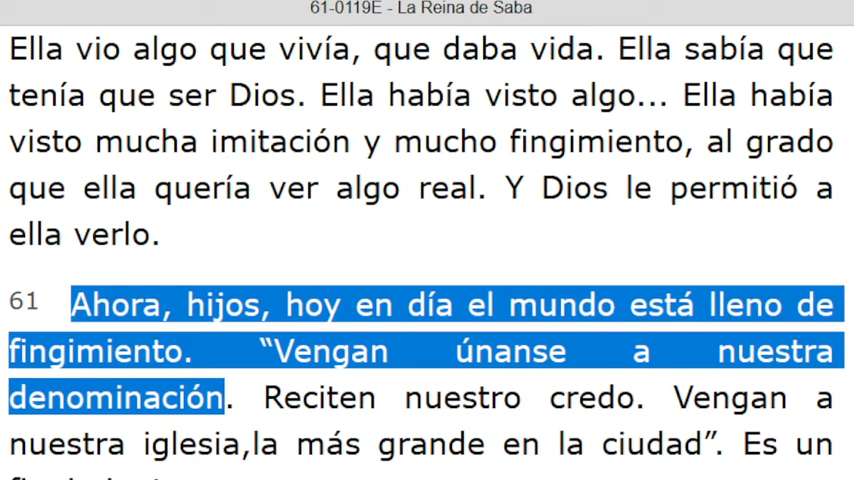 61-0119E - La Reina de Saba
Ella vio algo que vivía, que daba vida. Ella sabía que
tenía que ser Dios. Ella había visto algo... Ella había
visto mucha imitación y mucho fingimiento, al grado
que ella quería ver algo real. Y Dios le permitió a
ella verlo.
61 Ahora, hijos, hoy en día el mundo está lleno de
fingimiento. “Vengan únanse a nuestra
denominación. Reciten nuestro credo. Vengan a
nuestra iglesia,la más grande en la ciudad”. Es un